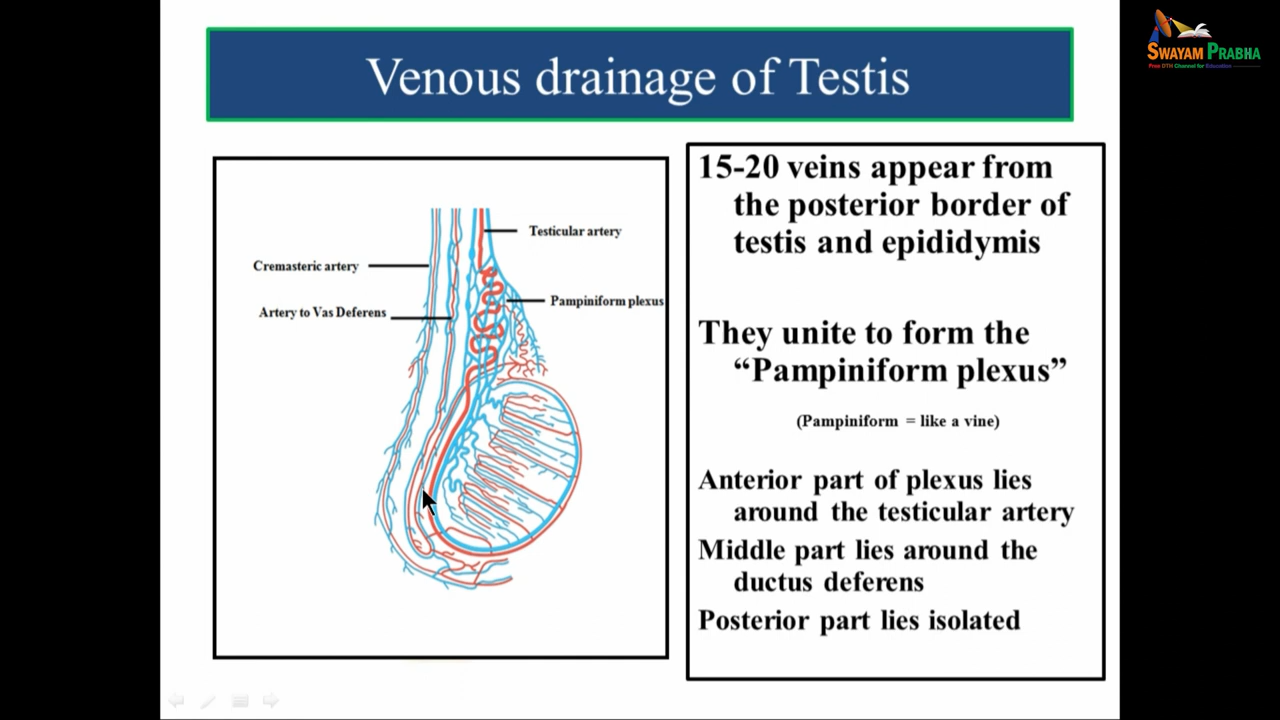 SWAYAM PRABHA
Free DTH Channel for Education
Venous drainage of Testis
Testicular artery
Cremasteric artery
Pampiniform plexus
Artery to Vas Deferens
15-20 veins appear from
the posterior border of
testis and epididymis
They unite to form the
“Pampiniform plexus”
(Pampiniform = like a vine)
Anterior part of plexus lies
around the testicular artery
Middle part lies around the
ductus deferens
Posterior part lies isolated